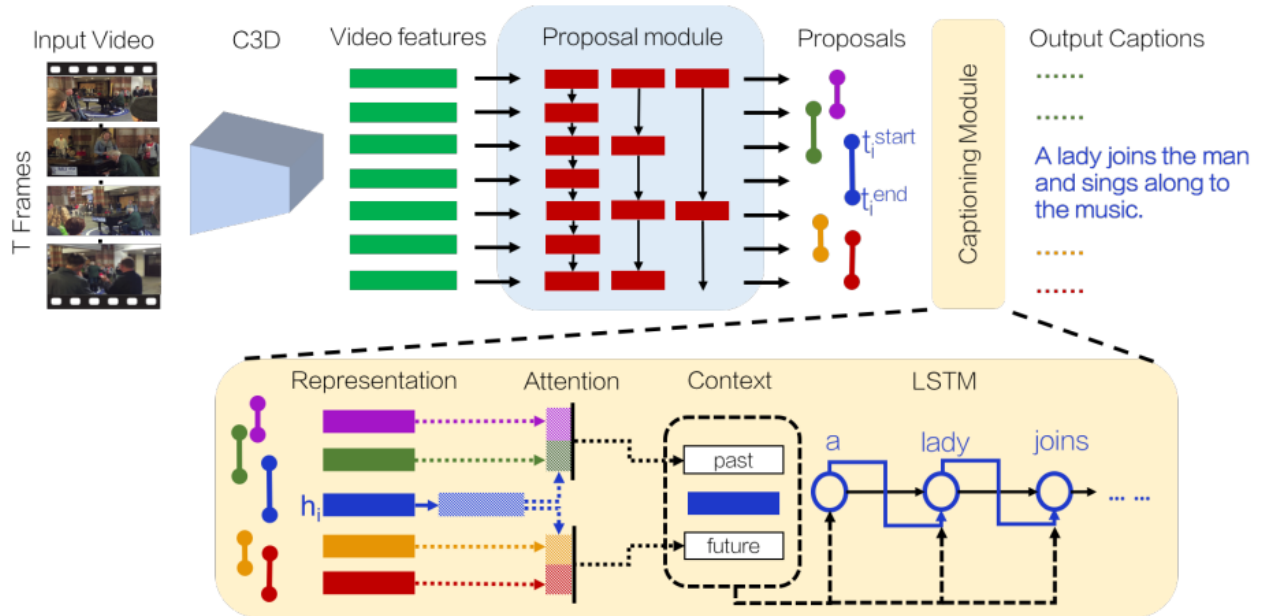 Input Video
C3D
Video features
Proposal module
Proposals
Output Captions
T Frames
t_i^start
t_i^end
Captioning Module
......
......
A lady joins the man
and sings along to
the music.
......
......
Representation
Attention
Context
LSTM
h_i
past
future
a
lady
joins
... ...